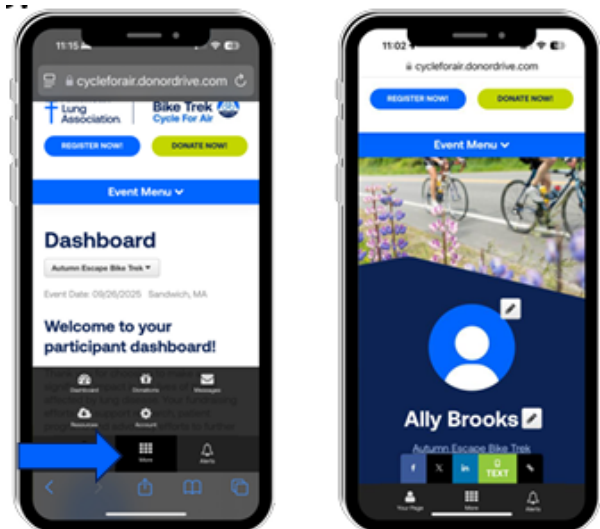 11:15
cycleforair.donordrive.com
Lung
Association.
Bike Trek
Cycle For Air
REGISTER NOW!
DONATE NOW!
Event Menu
Dashboard
Autumn Escape Bike Trek
Event Date: 09/26/2025 Sandwich, MA
Welcome to your
participant dashboard!
Dashboard
Donations
Messages
Resources
Account
More
Alerts
11:02
cycleforair.donordrive.com
REGISTER NOW!
DONATE NOW!
Event Menu
Ally Brooks
Autumn Escape Bike Trek
f X in TEXT
Your Page
More
Alerts